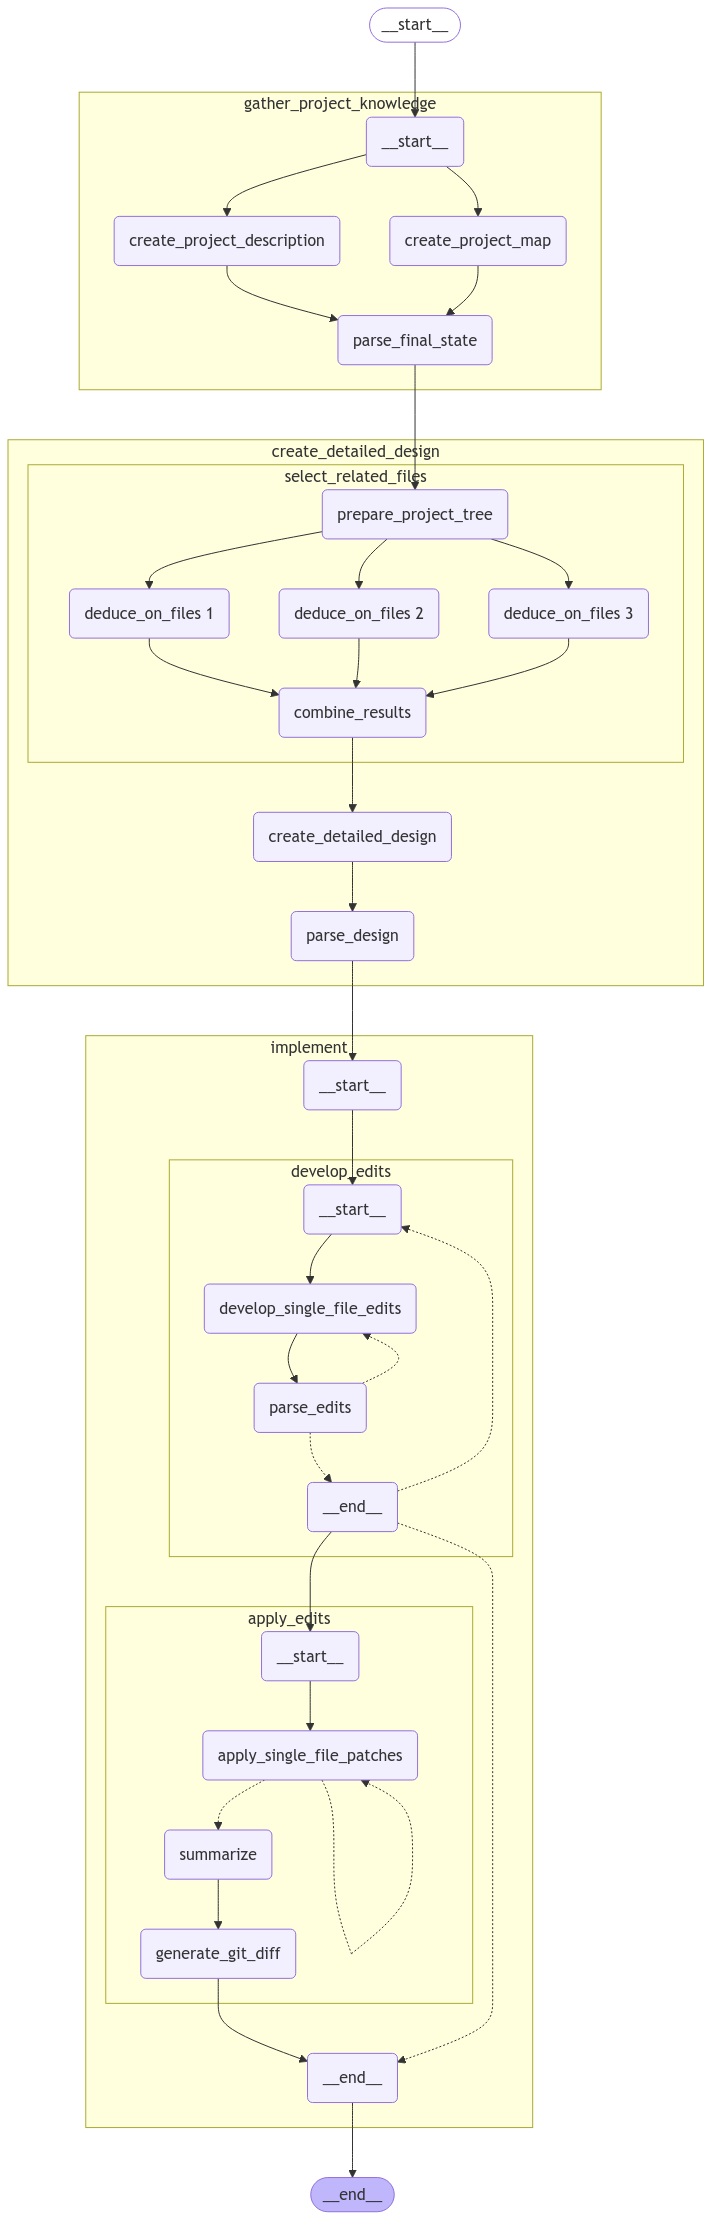 __start__
gather_project_knowledge
__start__
create_project_description
create_project_map
parse_final_state
create_detailed_design
select_related_files
prepare_project_tree
deduce_on_files 1
deduce_on_files 2
deduce_on_files 3
combine_results
create_detailed_design
parse_design
implement
__start__
develop_edits
__start__
develop_single_file_edits
parse_edits
__end__
apply_edits
__start__
apply_single_file_patches
summarize
generate_git_diff
__end__
__end__